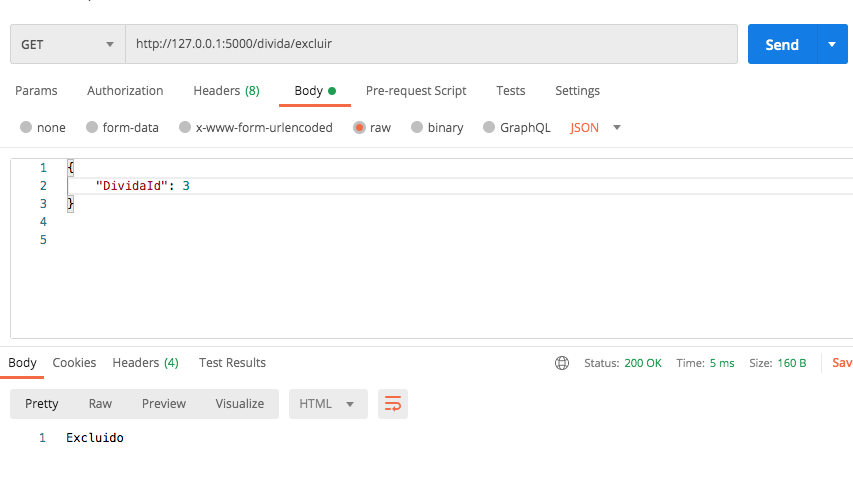 GET http://127.0.0.1:5000/divida/excluir Send
Params Authorization Headers (8) Body Pre-request Script Tests Settings
none form-data x-www-form-urlencoded raw binary GraphQL JSON
1 {
2 "DividaId": 3
3 }
4
5
Body Cookies Headers (4) Test Results Status: 200 OK Time: 5 ms Size: 160 B Sav
Pretty Raw Preview Visualize HTML
1 Excluido